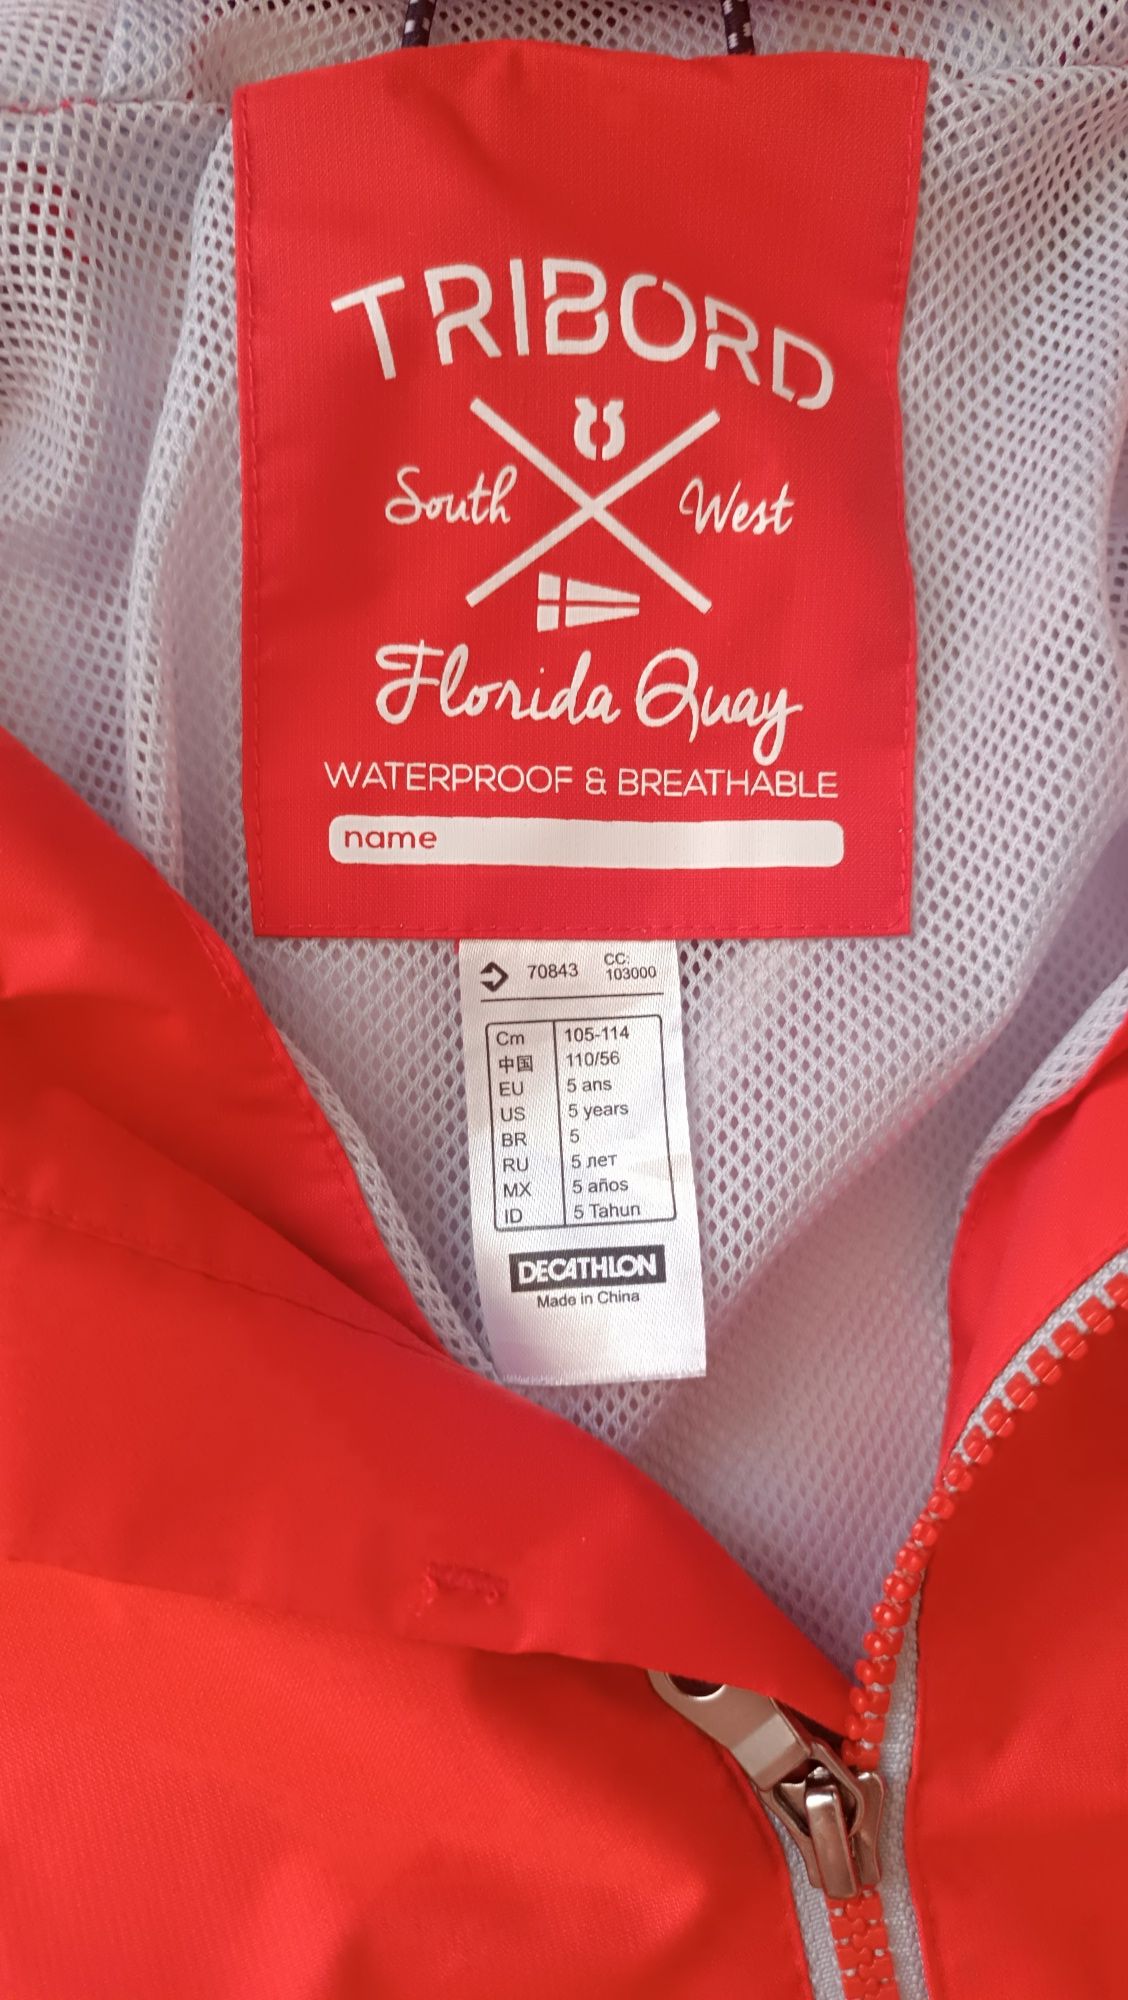 TRIBORD
South West
Florida Quay
WATERPROOF & BREATHABLE
name
70843 CC: 103000
Cm 105-114
中国 110/56
EU 5 ans
US 5 years
BR 5
RU 5 лет
MX 5 años
ID 5 Tahun
DECATHLON
Made in China